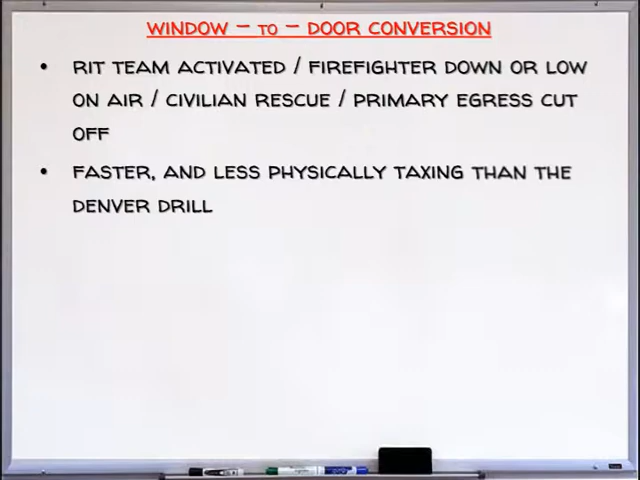 WINDOW - TO - DOOR CONVERSION
• RIT TEAM ACTIVATED / FIREFIGHTER DOWN OR LOW
ON AIR / CIVILIAN RESCUE / PRIMARY EGRESS CUT
OFF
• FASTER, AND LESS PHYSICALLY TAXING THAN THE
DENVER DRILL